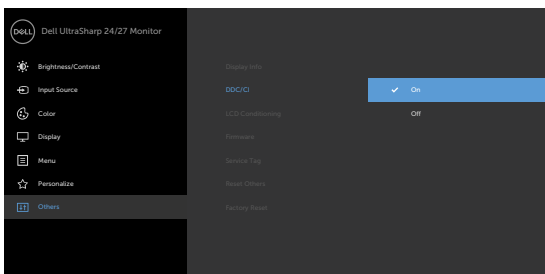 DELL Dell UltraSharp 24/27 Monitor
Brightness/Contrast
Input Source
Color
Display
Menu
Personalize
Others
Display Info
DDC/CI
LCD Conditioning
Firmware
Service Tag
Reset Others
Factory Reset
On
Off